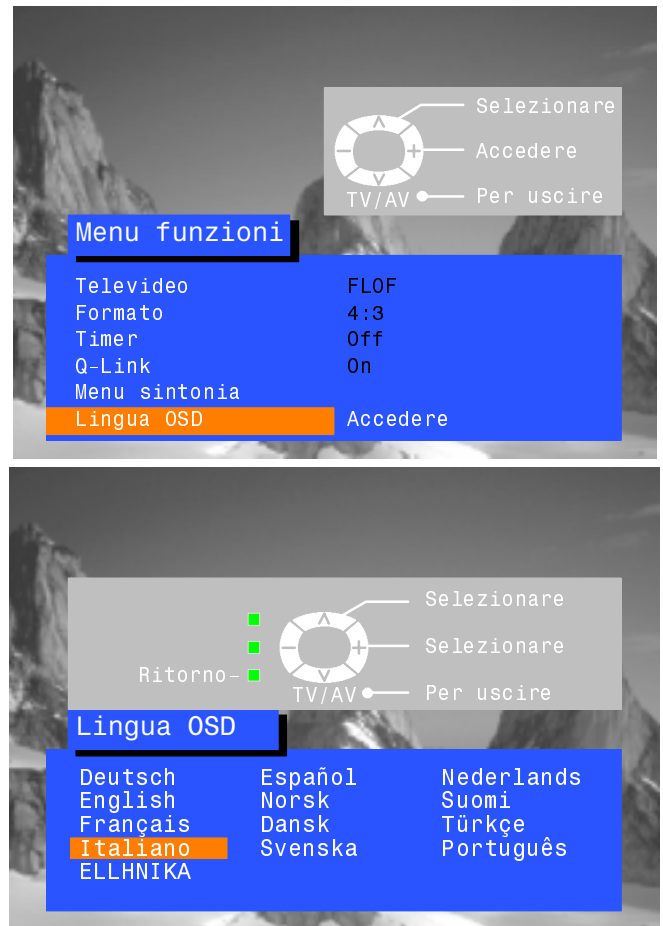 Selezionare
Accedere
TV/AV Per uscire
Menu funzioni
Televideo FLOF
Formato 4:3
Timer Off
Q-Link On
Menu sintonia
Lingua OSD Accedere
Selezionare
Selezionare
Ritorno-
TV/AV Per uscire
Lingua OSD
Deutsch Español Nederlands
English Norsk Suomi
Français Dansk Türkçe
Italiano Svenska Português
ELLHNIKA